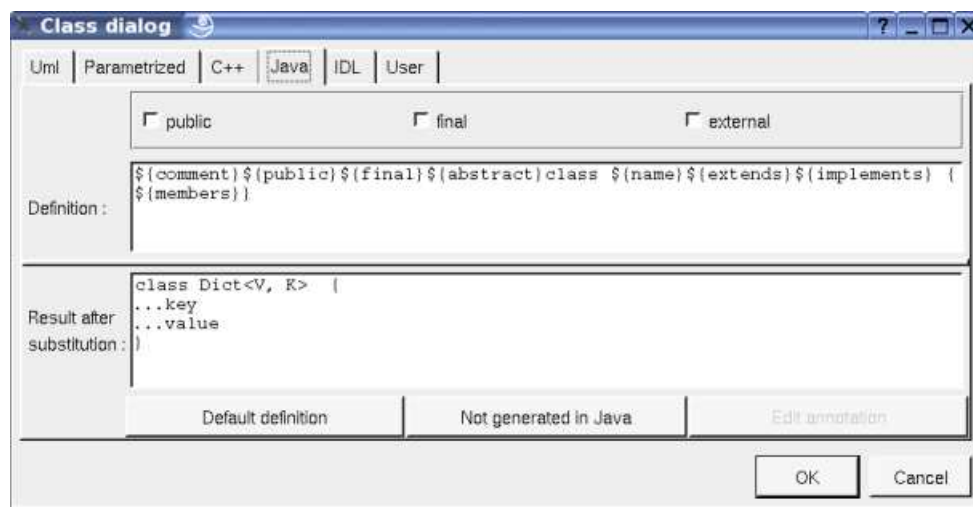 Class dialog
?
Uml Parametrized C++ Java IDL User
public final external
Definition :
${comment}${public}${final}${abstract}class ${name}${extends}${implements} {
${members}}
Result after
substitution :
class Dict<V, K>  {
...key
...value
}
Default definition Not generated in Java Edit annotation
OK Cancel